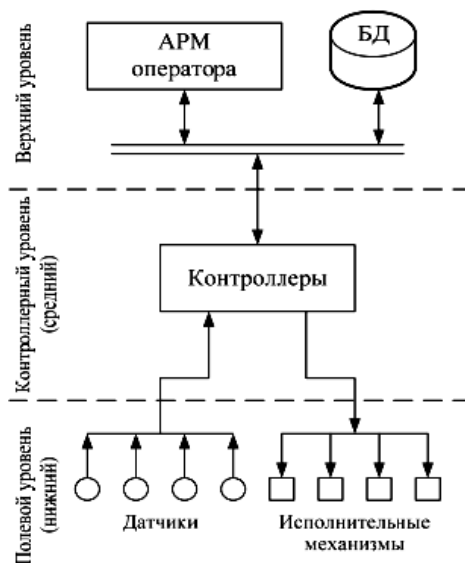 Верхний уровень
АРМ
оператора
БД
Контроллерный уровень
(средний)
Контроллеры
Полевой уровень
(нижний)
Датчики
Исполнительные
механизмы